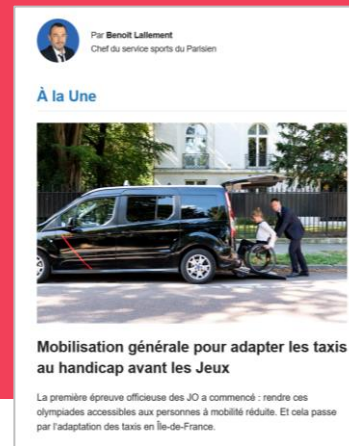 Par Benoit Lallement
Chef du service sports du Parisien
À la Une
Mobilisation générale pour adapter les taxis
au handicap avant les Jeux
La première épreuve officieuse des JO a commencé : rendre ces
olympiades accessibles aux personnes à mobilité réduite. Et cela passe
par l'adaptation des taxis en Île-de-France.